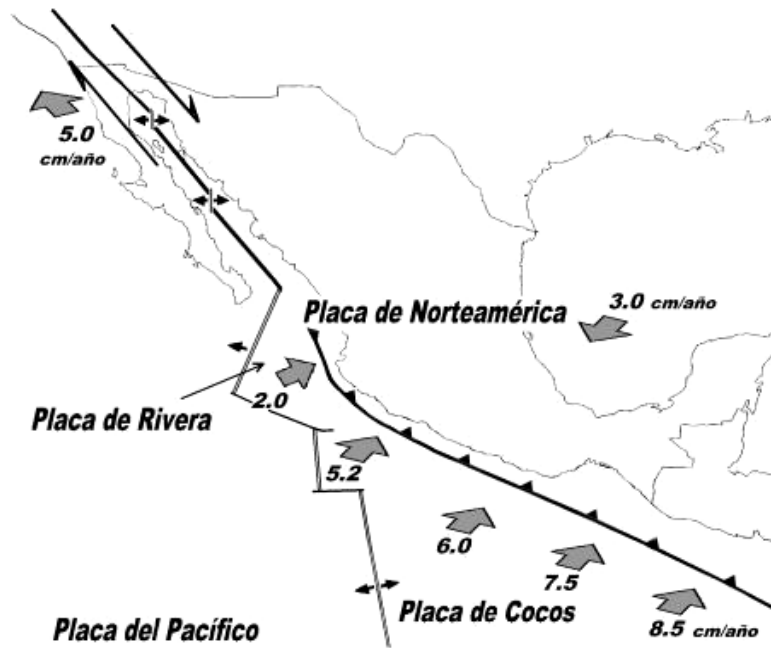 5.0
cm/año
Placa de Norteamérica
3.0 cm/año
Placa de Rivera
2.0
5.2
6.0
7.5
8.5 cm/año
Placa de Cocos
Placa del Pacífico